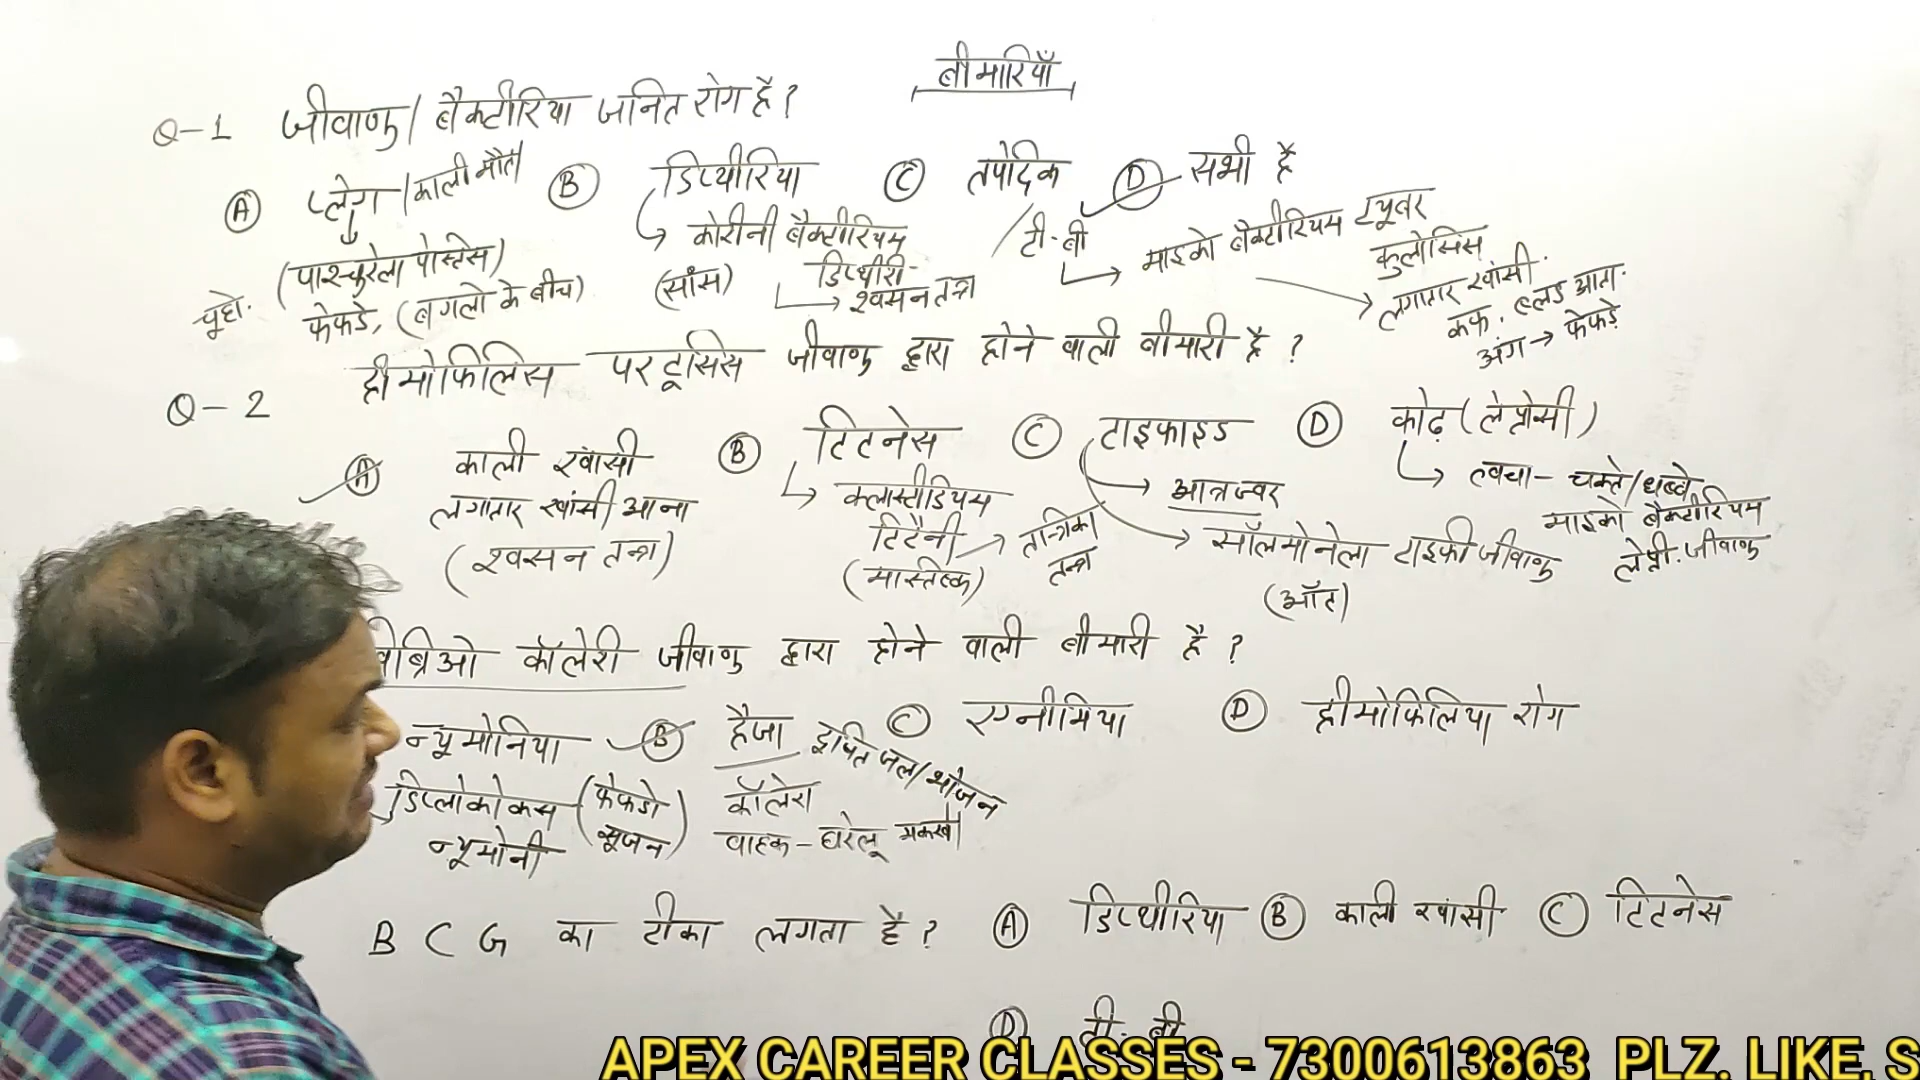 बीमारियाँ
Q-1 जीवाणु/ बैक्टीरिया जनित रोग है?
A प्लेग/काली मौत B डिप्थीरिया C तपेदिक D सभी है
(पाश्चुरेला पेस्टिस)
चूहे. फेफडे, (बगलो के बीच)
कोरीनी बैक्टीरियम
डिप्थीरी-
(सांस) श्वसन तन्त्र
टी-बी माइको बैक्टीरियम ट्यूबर
कुलोसिस
लगातार खांसी.
कफ. ब्लड आता.
अंग → फेफडे
Q-2 हीमोफिलिस परटूसिस जीवाणु द्वारा होने वाली बीमारी है?
A काली खांसी B टिटनेस C टाइफाइड D कोढ़ (लेप्रोसी)
लगातार खांसी आना
(श्वसन तन्त्र)
क्लास्टीडियम
टिटैनी
(मास्तिष्क) तान्त्रिका
तन्त्र
आन्त्र ज्वर
सॉलमोनेला टाइफी जीवाणु
(आँत)
त्वचा - चकते/धब्बे
माइको बैक्टीरियम
लेप्री. जीवाणु
विब्रिओ कॉलेरी जीवाणु द्वारा होने वाली बीमारी है?
न्यूमोनिया B हैजा C एनीमिया D हीमोफिलिया रोग
डिप्लोकोकस (फेफडो
न्यूमोनी सूजन)
दूषित जल/भोजन
कॉलेरा
वाहक - घरेलू मक्खी
B C G का टीका लगता है? A डिप्थीरिया B काली खांसी C टिटनेस
D टी-बी
APEX CAREER CLASSES - 7300613863 PLZ. LIKE, S